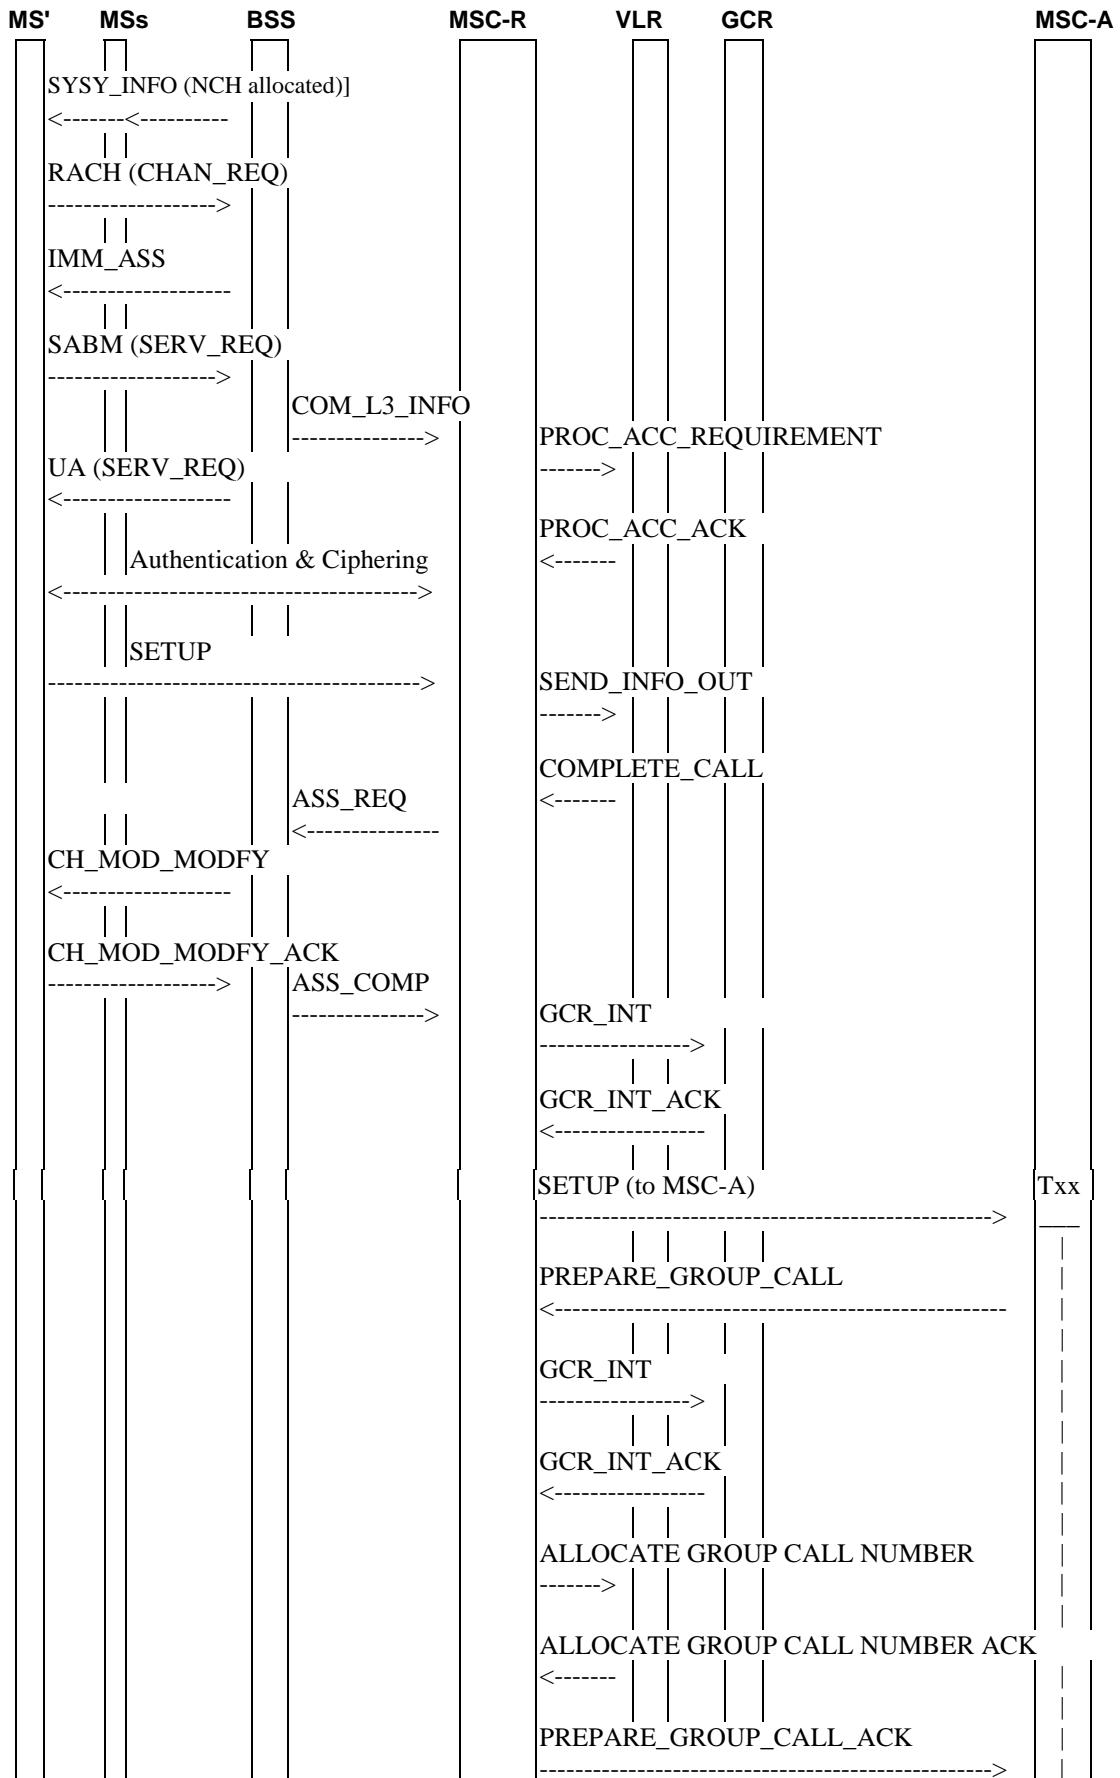 MS' MSs BSS MSC-R VLR GCR MSC-A
SYSY_INFO (NCH allocated)]
<-------<----------
RACH (CHAN_REQ)
------------------->
IMM_ASS
<-------------------
SABM (SERV_REQ)
------------------->
COM_L3_INFO
---------------> PROC_ACC_REQUIREMENT
UA (SERV_REQ) ------->
<-------------------
PROC_ACC_ACK
Authentication & Ciphering <-------
<---------------------------------------->
SETUP
------------------------------------------> SEND_INFO_OUT
------->
COMPLETE_CALL
ASS_REQ <-------
<---------------
CH_MOD_MODFY
<-------------------
CH_MOD_MODFY_ACK
-------------------> ASS_COMP
---------------> GCR_INT
----------------->
GCR_INT_ACK
<-----------------
SETUP (to MSC-A) Txx
---------------------------------------------------> ___
PREPARE_GROUP_CALL
<---------------------------------------------------
GCR_INT
----------------->
GCR_INT_ACK
<-----------------
ALLOCATE GROUP CALL NUMBER
------->
ALLOCATE GROUP CALL NUMBER ACK
<-------
PREPARE_GROUP_CALL_ACK
--------------------------------------------------->